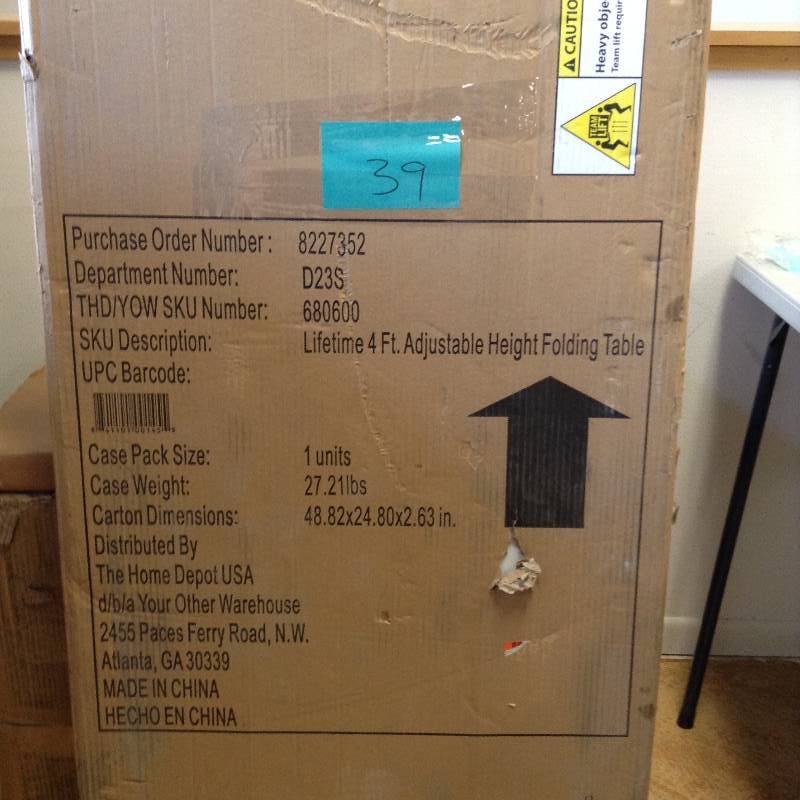 CAUTIO
Heavy obje
Team lift requir
TEAM LIFT
39
Purchase Order Number: 8227352
Department Number: D23S
THD/YOW SKU Number: 680600
SKU Description: Lifetime 4 Ft. Adjustable Height Folding Table
UPC Barcode:
Case Pack Size: 1 units
Case Weight: 27.21lbs
Carton Dimensions: 48.82x24.80x2.63 in.
Distributed By
The Home Depot USA
d/b/a Your Other Warehouse
2455 Paces Ferry Road, N.W.
Atlanta, GA 30339
MADE IN CHINA
HECHO EN CHINA